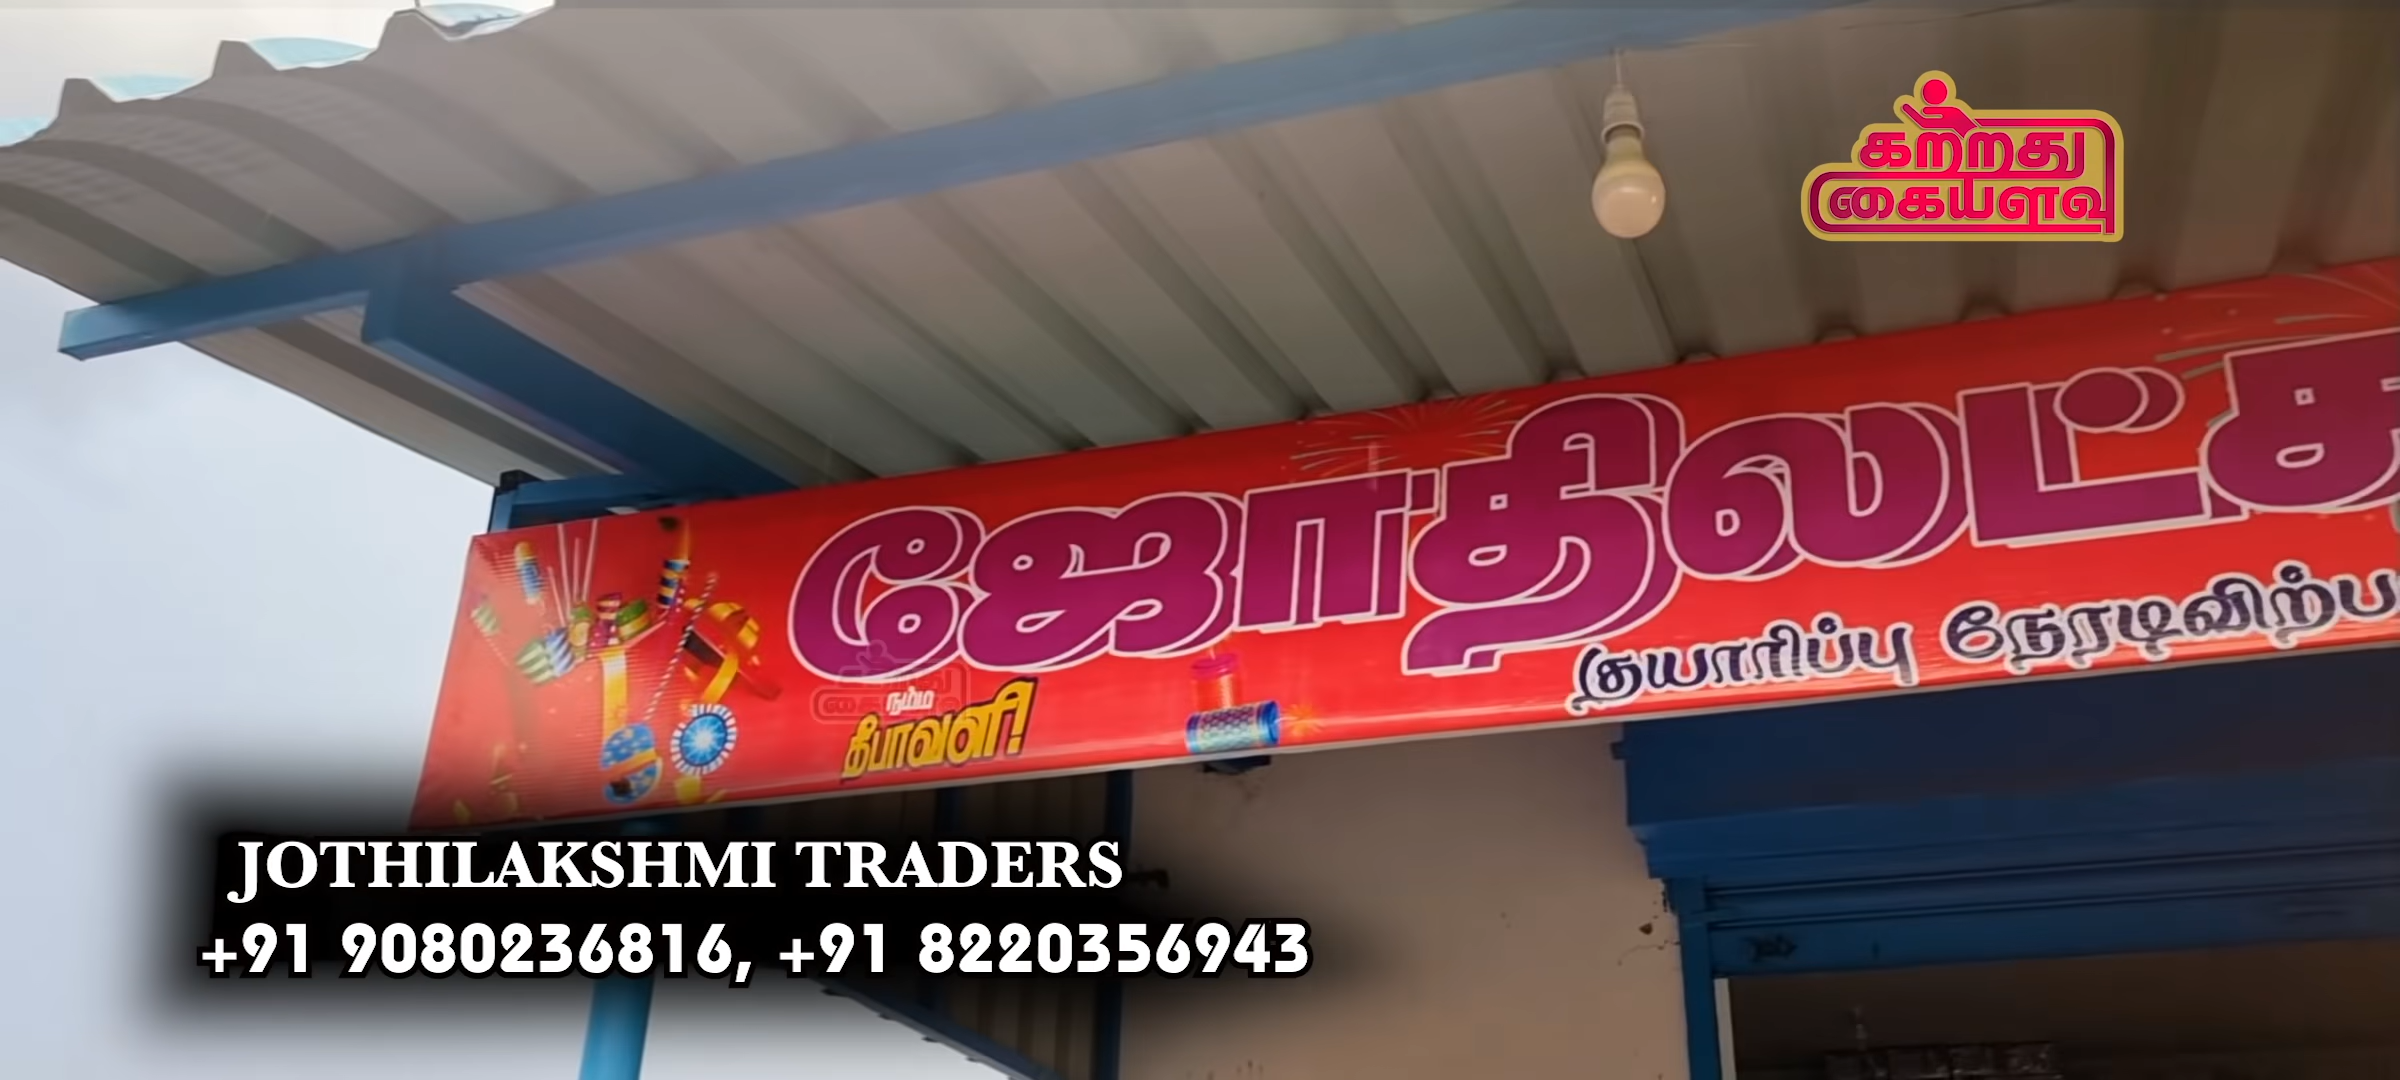 கற்றது
கையளவு
ஜோதிலட்சு
தயாரிப்பு நேரடிவிற்ப
நம்ம
தீபாவளி!
JOTHILAKSHMI TRADERS
+91 9080236816, +91 8220356943